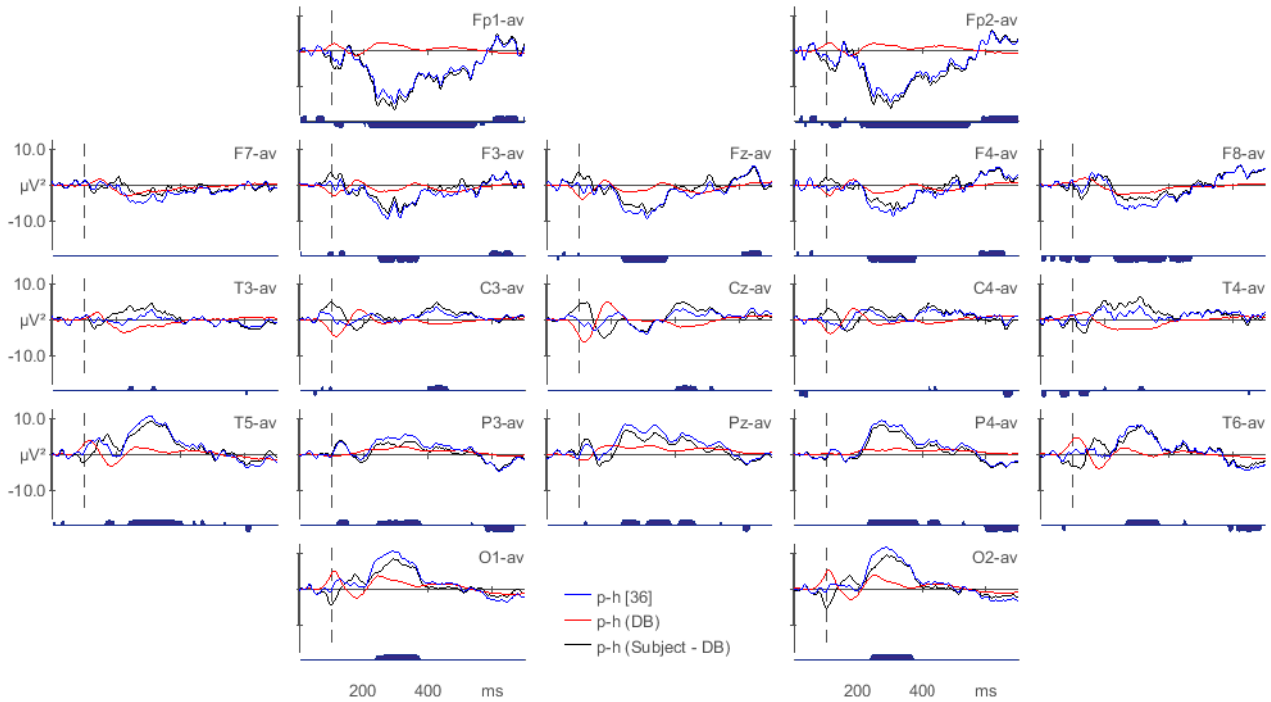 Fp1-av Fp2-av
10.0 F7-av F3-av Fz-av F4-av F8-av
µV²
-10.0
10.0 T3-av C3-av Cz-av C4-av T4-av
µV²
-10.0
10.0 T5-av P3-av Pz-av P4-av T6-av
µV²
-10.0
O1-av O2-av
p-h [36]
p-h (DB)
p-h (Subject - DB)
200 400 ms 200 400 ms